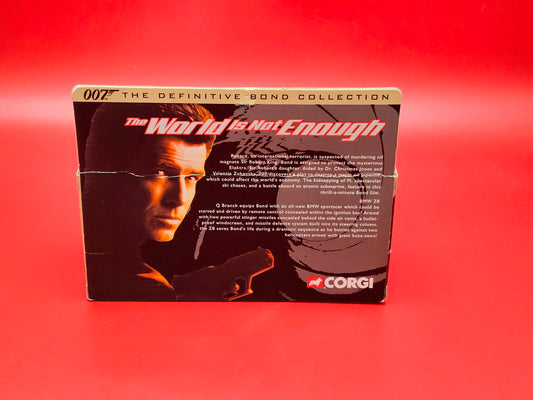 007 THE DEFINITIVE BOND COLLECTION
The World is Not Enough
Renard, an international terrorist, is suspected of murdering oil
magnate Sir Robert King. Bond is assigned to protect the mysterious
Elektra, Sir Robert's daughter. Aided by Dr. Christmas Jones and
Valentin Zukovsky, 007 discovers a plot to destroy a major oil pipeline
which could effect the world's economy. The kidnapping of M, spectacular
ski chases, and a battle aboard an atomic submarine, feature in this
thrill-a-minute Bond film.
BMW Z8
Q Branch equips Bond with an all-new BMW sportscar which could be
started and driven by remote control concealed within the ignition key! Armed
with two powerful stinger missiles concealed behind the side air vents, a bullet-
proof windscreen, and missile defence system built into its steering column,
the Z8 saves Bond's life during a dramatic sequence as he battles against two
helicopters armed with giant buzz-saws!
CORGI